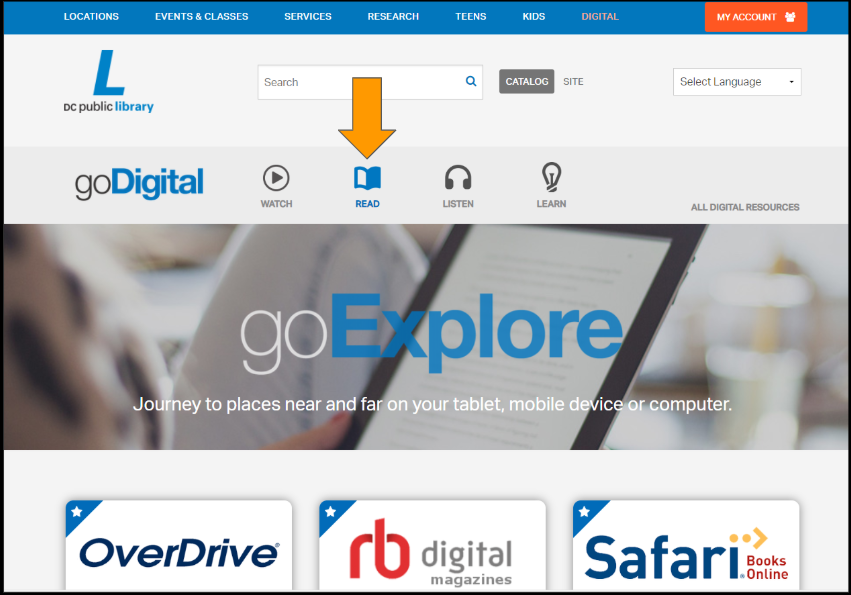 LOCATIONS EVENTS & CLASSES SERVICES RESEARCH TEENS KIDS DIGITAL MY ACCOUNT
L
DC public library
Search CATALOG SITE Select Language
goDigital
WATCH READ LISTEN LEARN
ALL DIGITAL RESOURCES
goExplore
Journey to places near and far on your tablet, mobile device or computer.
OverDrive®
rb digital
magazines
Safari®
Books
Online